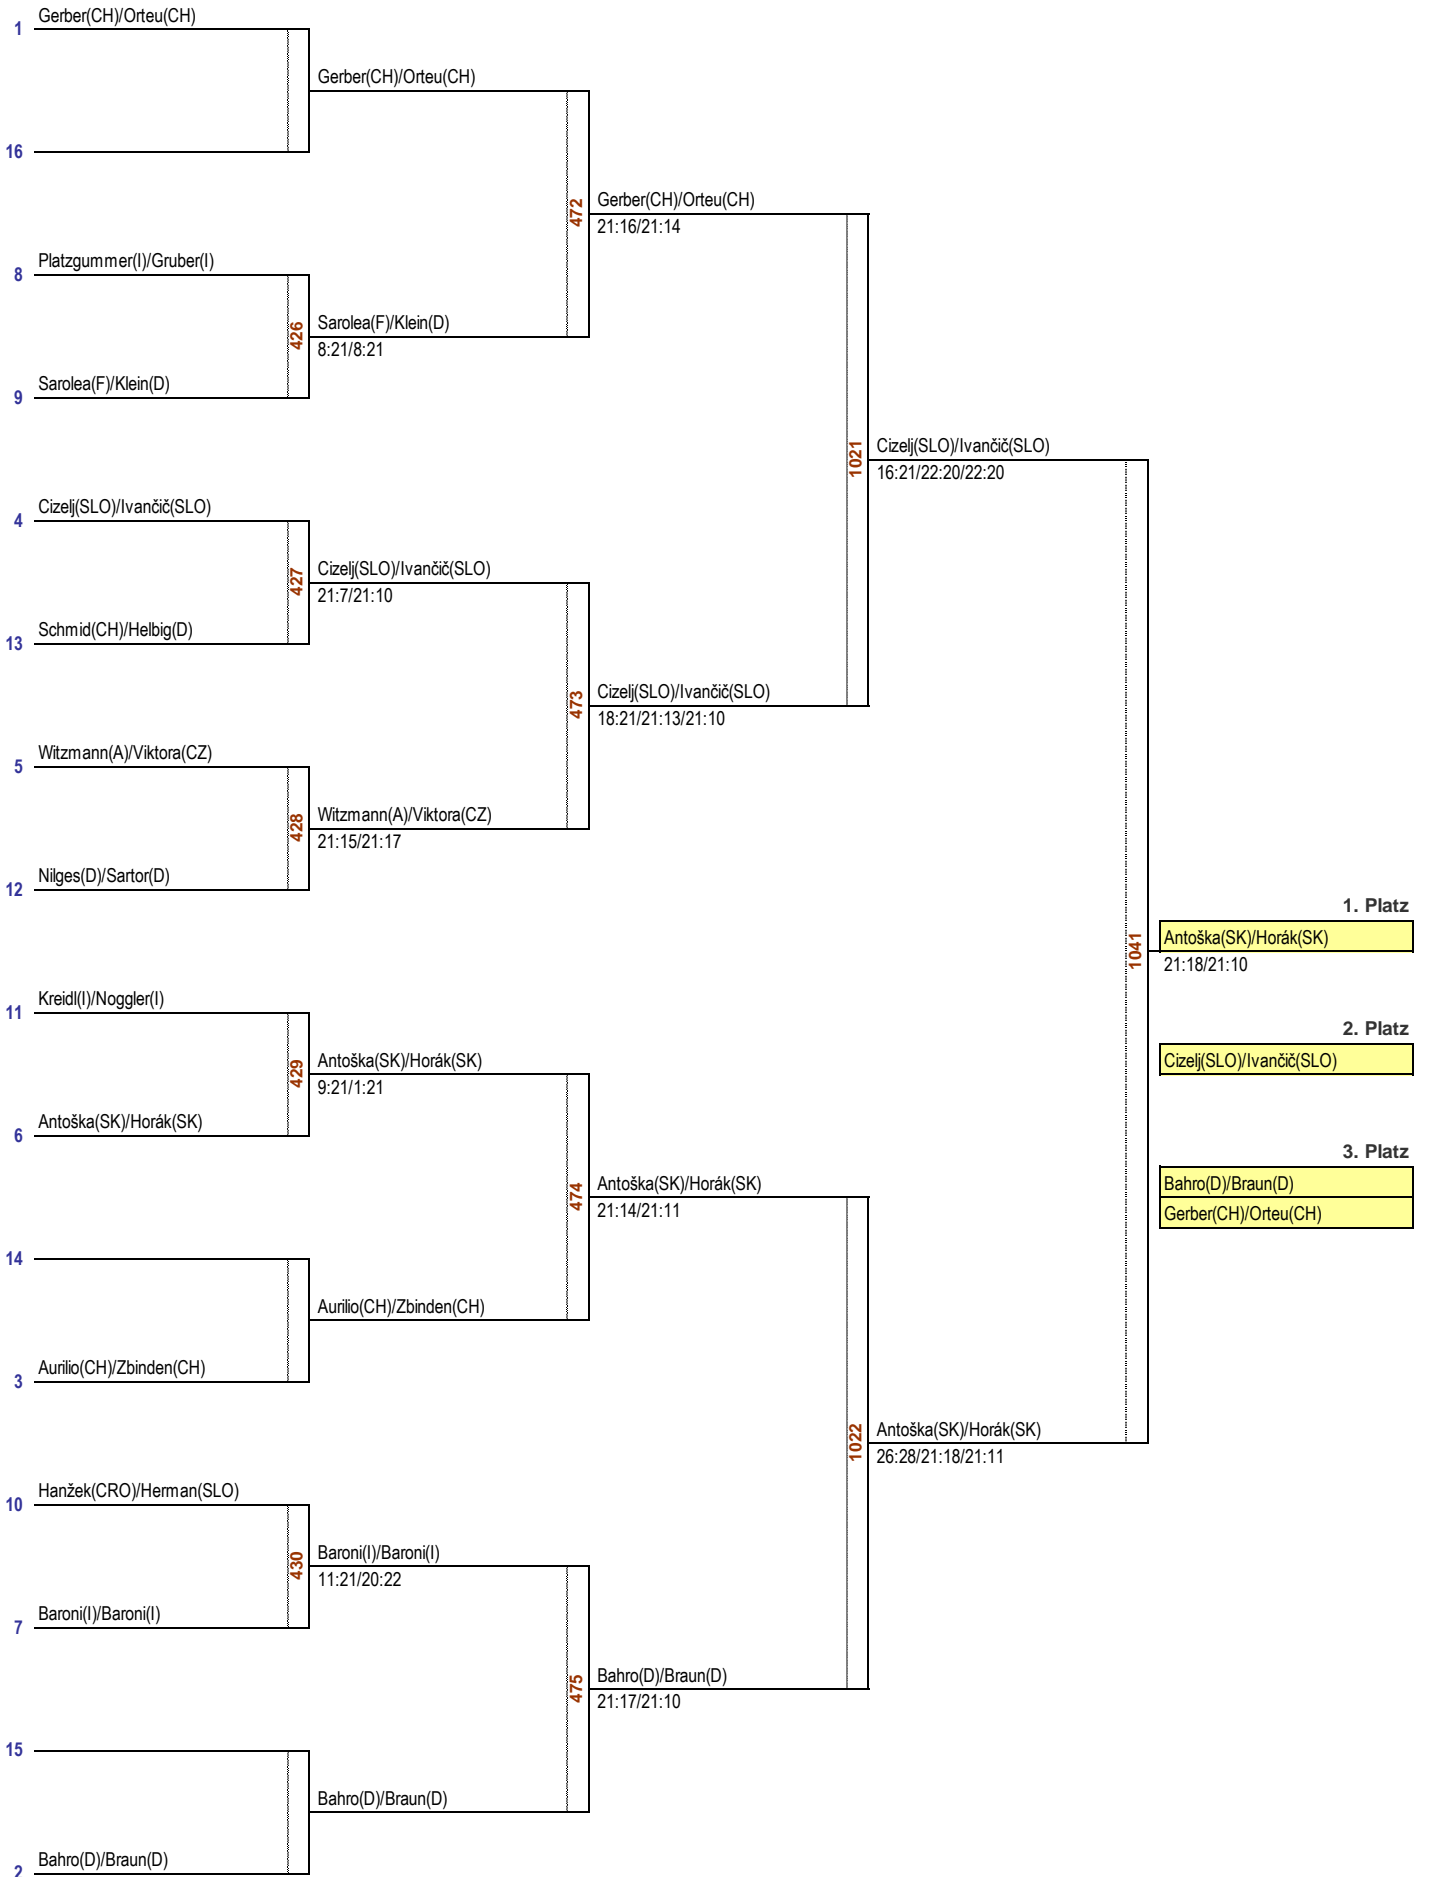 Gerber(CH)/Orteu(CH)
1
Gerber(CH)/Orteu(CH)
16
472
Gerber(CH)/Orteu(CH)
21:16/21:14
Platzgummer(I)/Gruber(I)
8
426
Sarolea(F)/Klein(D)
8:21/8:21
Sarolea(F)/Klein(D)
9
1021
Cizelj(SLO)/Ivančič(SLO)
16:21/22:20/22:20
Cizelj(SLO)/Ivančič(SLO)
4
427
Cizelj(SLO)/Ivančič(SLO)
21:7/21:10
Schmid(CH)/Helbig(D)
13
473
Cizelj(SLO)/Ivančič(SLO)
18:21/21:13/21:10
Witzmann(A)/Viktora(CZ)
5
428
Witzmann(A)/Viktora(CZ)
21:15/21:17
Nilges(D)/Sartor(D)
12
1. Platz
1041
Antoška(SK)/Horák(SK)
21:18/21:10
Kreidl(I)/Noggler(I)
11
2. Platz
Cizelj(SLO)/Ivančič(SLO)
429
Antoška(SK)/Horák(SK)
9:21/1:21
Antoška(SK)/Horák(SK)
6
3. Platz
Bahro(D)/Braun(D)
Gerber(CH)/Orteu(CH)
474
Antoška(SK)/Horák(SK)
21:14/21:11
14
Aurilio(CH)/Zbinden(CH)
Aurilio(CH)/Zbinden(CH)
3
1022
Antoška(SK)/Horák(SK)
26:28/21:18/21:11
Hanžek(CRO)/Herman(SLO)
10
430
Baroni(I)/Baroni(I)
11:21/20:22
Baroni(I)/Baroni(I)
7
475
Bahro(D)/Braun(D)
21:17/21:10
15
Bahro(D)/Braun(D)
Bahro(D)/Braun(D)
2